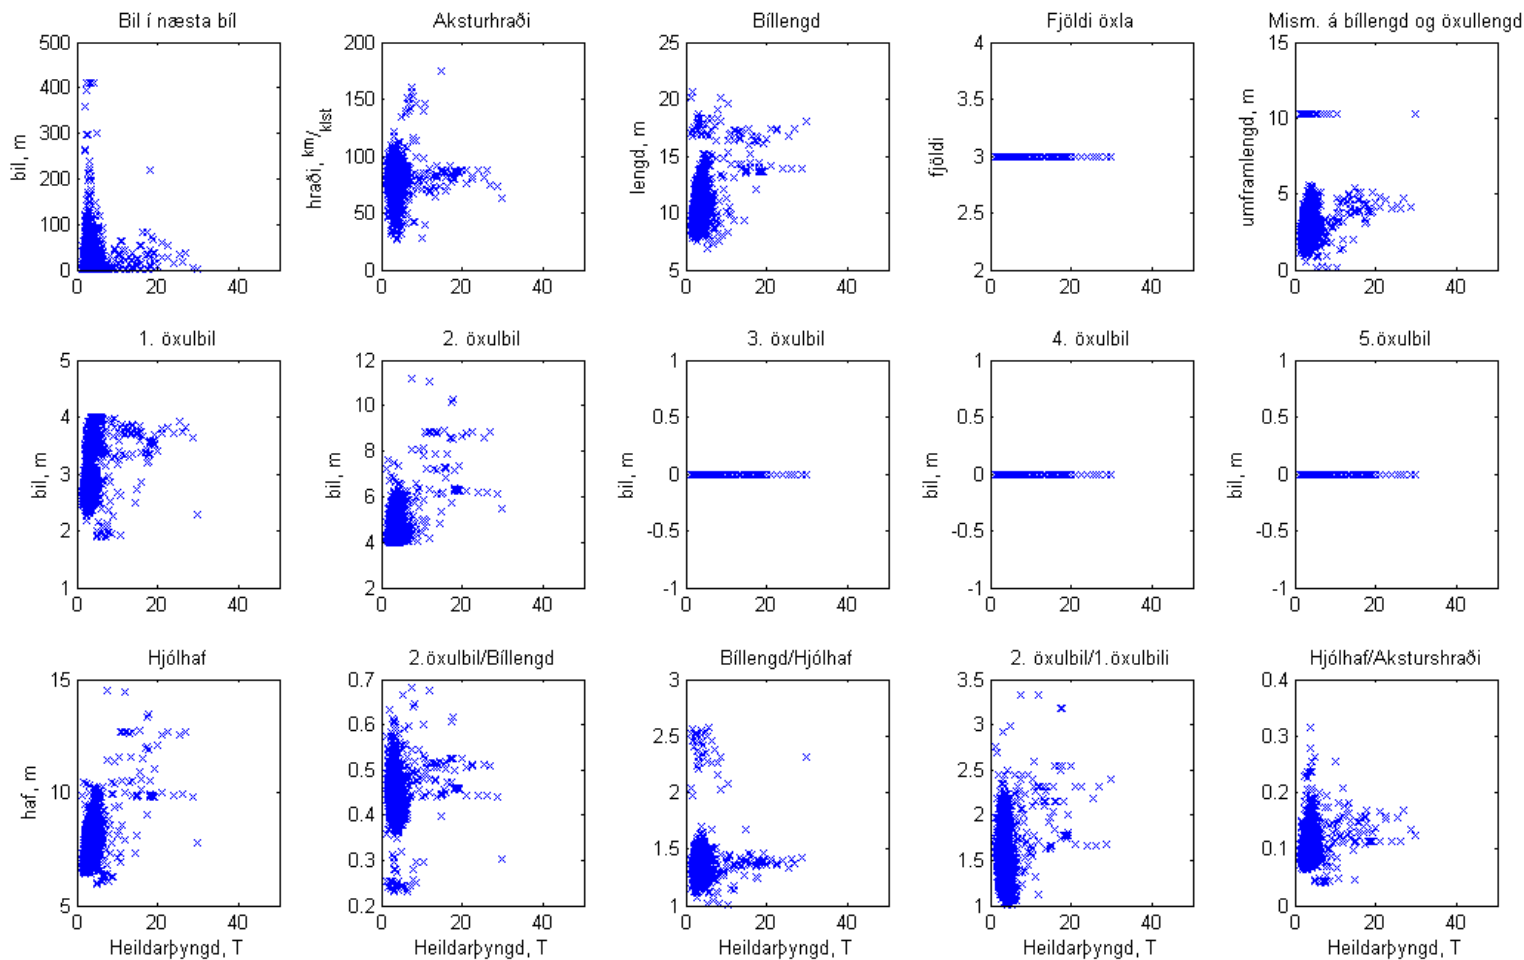 Bil í næsta bíl
Aksturhraði
Bíllengd
Fjöldi öxla
Mism. á bíllengd og öxullengd
500
400
300
200
100
0
bil, m
0 20 40
200
150
100
50
0
hraði, km/klst
0 20 40
25
20
15
10
5
lengd, m
0 20 40
4
3.5
3
2.5
2
fjöldi
0 20 40
15
10
5
0
umframlengd, m
0 20 40
1. öxulbil
2. öxulbil
3. öxulbil
4. öxulbil
5.öxulbil
5
4
3
2
1
bil, m
0 20 40
12
10
8
6
4
2
bil, m
0 20 40
1
0.5
0
-0.5
-1
bil, m
0 20 40
1
0.5
0
-0.5
-1
bil, m
0 20 40
1
0.5
0
-0.5
-1
bil, m
0 20 40
Hjólhaf
2.öxulbil/Bíllengd
Bíllengd/Hjólhaf
2. öxulbil/1.öxulbili
Hjólhaf/Aksturshraði
15
10
5
haf, m
0 20 40
Heildarþyngd, T
0.7
0.6
0.5
0.4
0.3
0.2
0 20 40
Heildarþyngd, T
3
2.5
2
1.5
1
0 20 40
Heildarþyngd, T
3.5
3
2.5
2
1.5
1
0 20 40
Heildarþyngd, T
0.4
0.3
0.2
0.1
0
0 20 40
Heildarþyngd, T